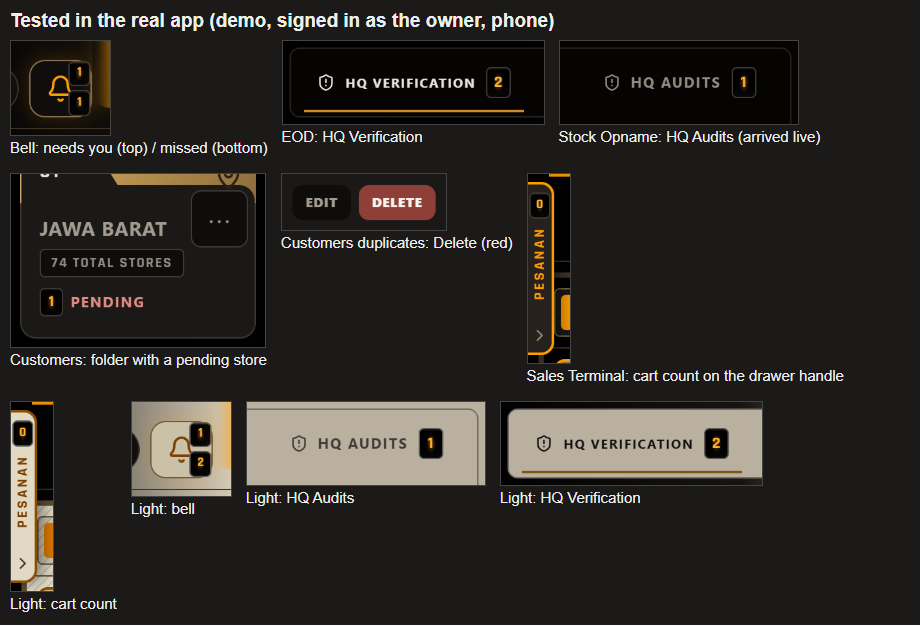 Tested in the real app (demo, signed in as the owner, phone)
1
1
Bell: needs you (top) / missed (bottom)
HQ VERIFICATION 2
EOD: HQ Verification
HQ AUDITS 1
Stock Opname: HQ Audits (arrived live)
JAWA BARAT
...
74 TOTAL STORES
1 PENDING
Customers: folder with a pending store
EDIT DELETE
Customers duplicates: Delete (red)
0
PESANAN
Sales Terminal: cart count on the drawer handle
0
PESANAN
Light: cart count
1
2
Light: bell
HQ AUDITS 1
Light: HQ Audits
HQ VERIFICATION 2
Light: HQ Verification